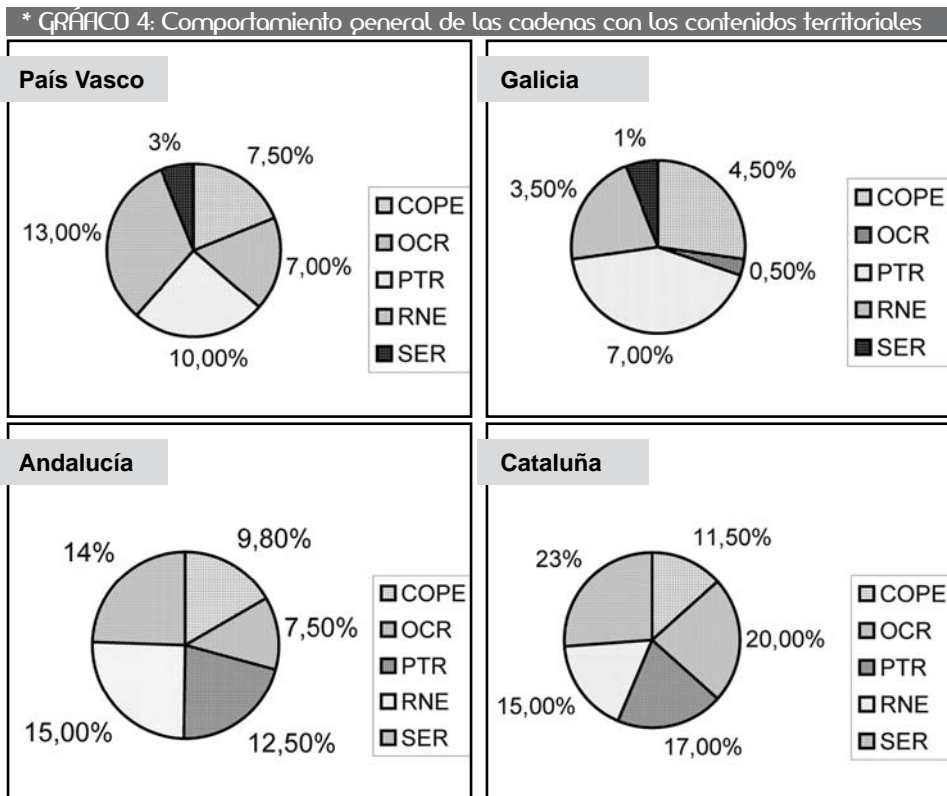 * GRÁFICO 4: Comportamiento general de las cadenas con los contenidos territoriales
País Vasco
3%
7,50%
13,00%
7,00%
10,00%
COPE
OCR
PTR
RNE
SER
Galicia
1%
4,50%
3,50%
0,50%
7,00%
COPE
OCR
PTR
RNE
SER
Andalucía
14%
9,80%
7,50%
15,00%
12,50%
COPE
OCR
PTR
RNE
SER
Cataluña
23%
11,50%
20,00%
15,00%
17,00%
COPE
OCR
PTR
RNE
SER